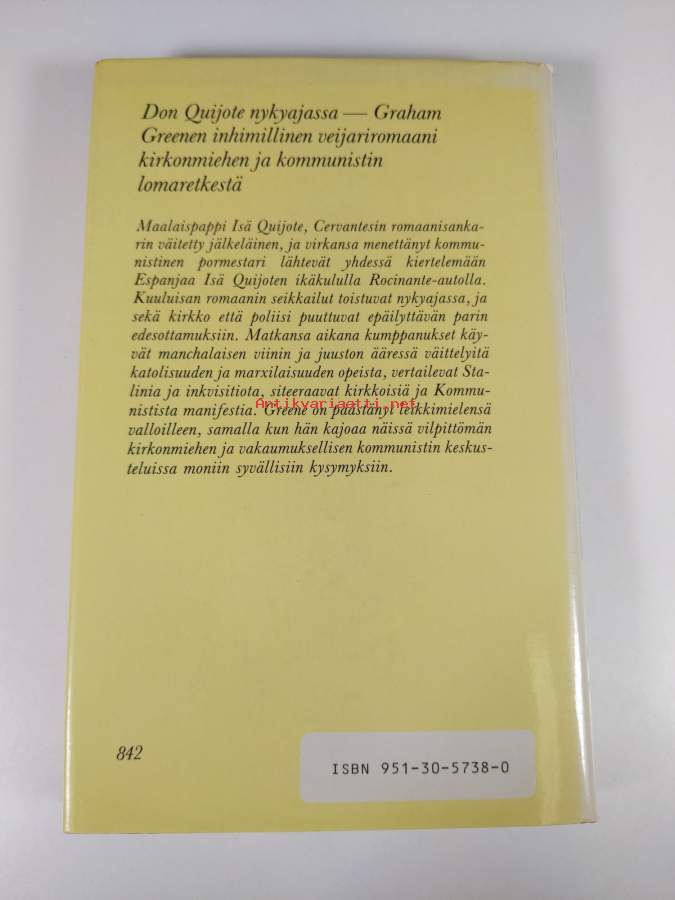 Don Quijote nykyajassa — Graham
Greenen inhimillinen veijariromaani
kirkonmiehen ja kommunistin
lomaretkestä
Maalaispappi Isä Quijote, Cervantesin romaanisanka-
rin väitetty jälkeläinen, ja virkansa menettänyt kommu-
nistinen pormestari lähtevät yhdessä kiertelemään
Espanjaa Isä Quijoten ikäkululla Rocinante-autolla.
Kuuluisan romaanin seikkailut toistuvat nykyajassa, ja
sekä kirkko että poliisi puuttuvat epäilyttävän parin
edesottamuksiin. Matkansa aikana kumppanukset käy-
vät manchalaisen viinin ja juuston ääressä väittelyitä
katolisuuden ja marxilaisuuden opeista, vertailevat Sta-
linia ja inkvisitiota, siteeraavat kirkkoisiä ja Kommu-
nistista manifestia. Greene on päästänyt leikkimielensä
Antikvariaatti.net
valloilleen, samalla kun hän kajoaa näissä vilpittömän
kirkonmiehen ja vakaumuksellisen kommunistin keskus-
teluissa moniin syvällisiin kysymyksiin.
842
ISBN 951-30-5738-0